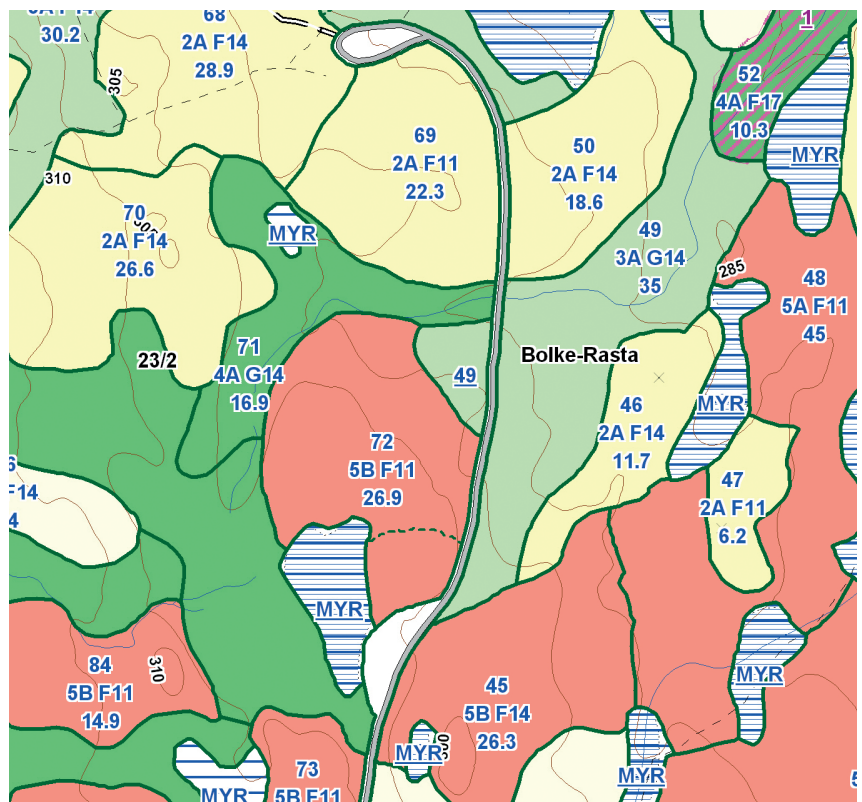 30.2
68
2A F14
28.9
1
52
4A F17
10.3
305
69
2A F11
22.3
50
2A F14
18.6
MYR
310
70
2A F14
26.6
MYR
49
3A G14
35
285
48
5A F11
45
23/2
71
4A G14
16.9
49
Bolke-Rasta
46
2A F14
11.7
MYR
72
5B F11
26.9
47
2A F11
6.2
F14
4
MYR
84
5B F11
14.9
310
45
5B F14
26.3
MYR
MYR
73
5B F11
MYR
MYR